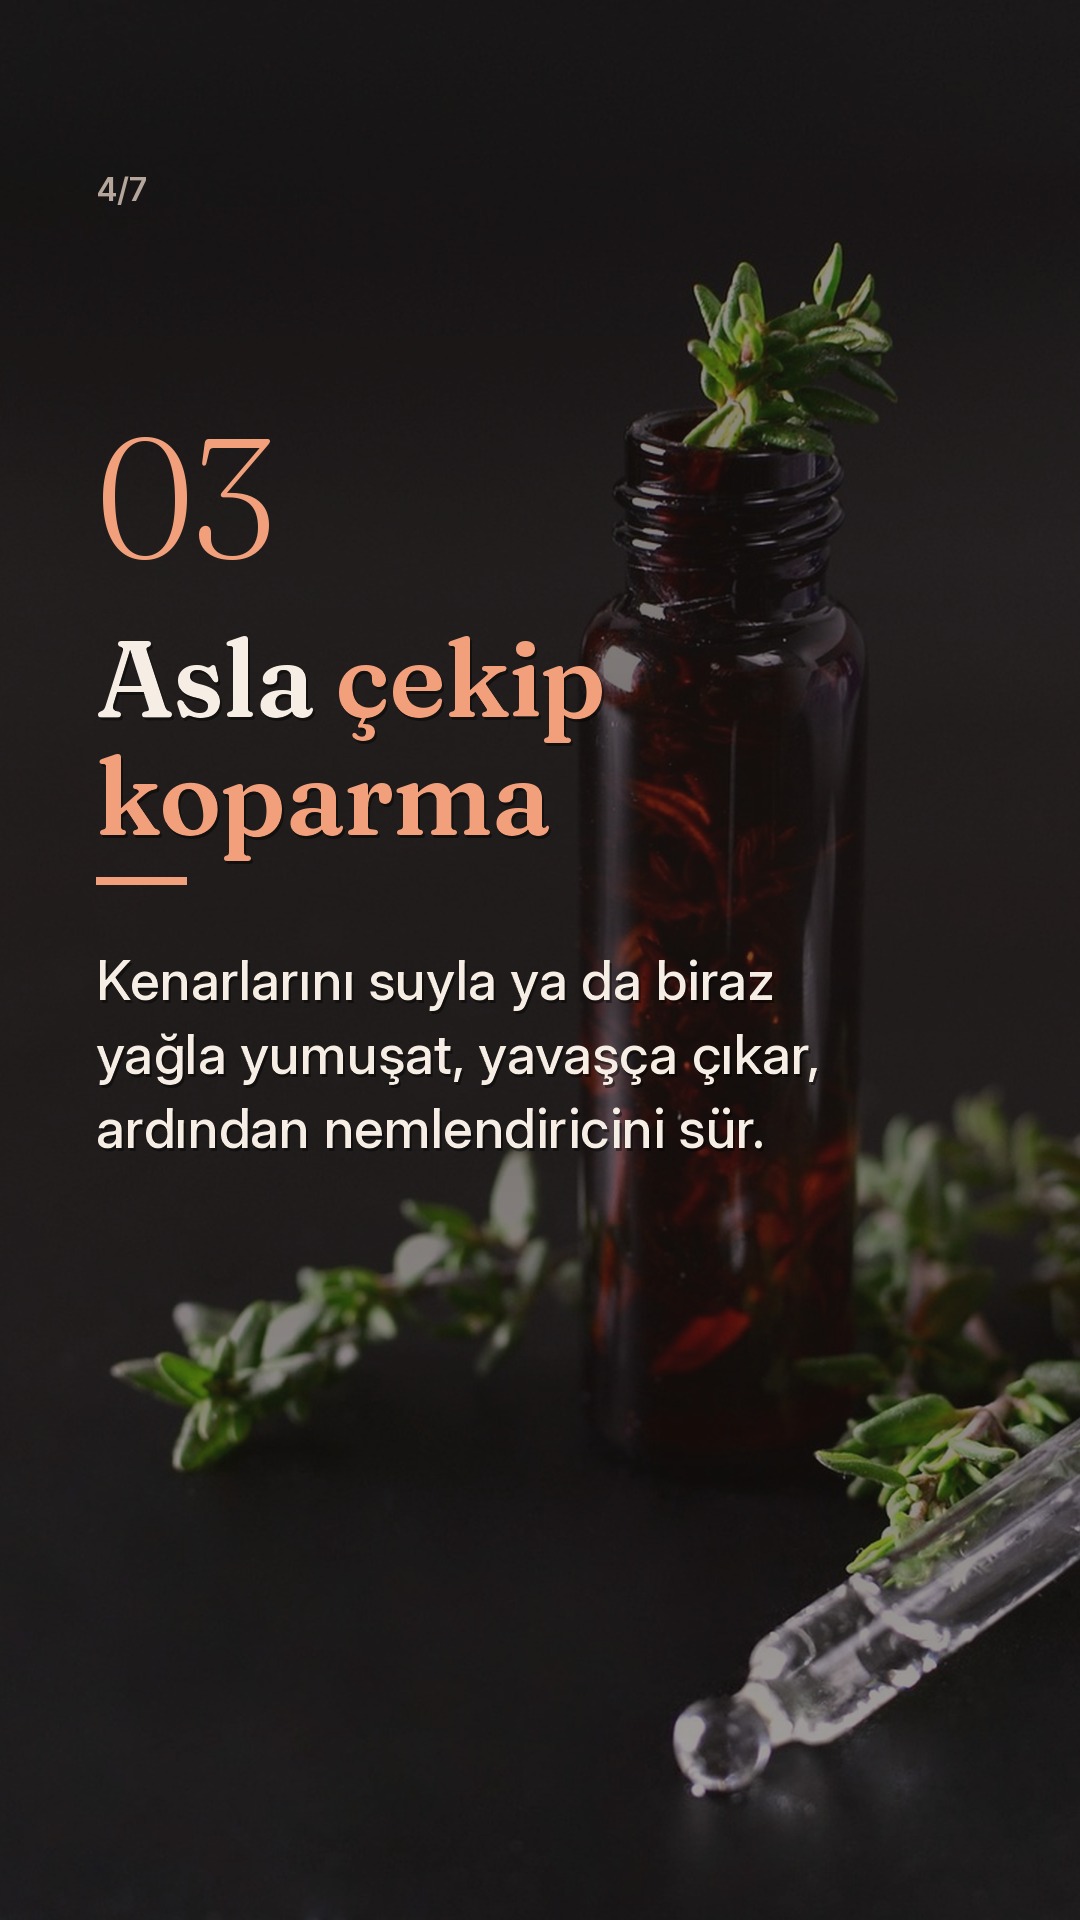 4/7
03
Asla çekip
koparma
Kenarlarını suyla ya da biraz
yağla yumuşat, yavaşça çıkar,
ardından nemlendiricini sür.